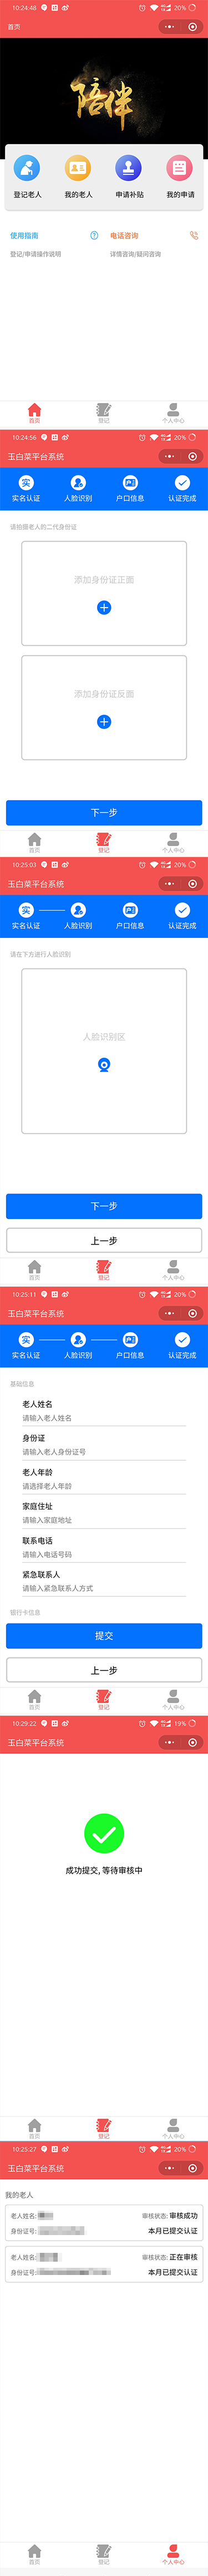 10:24:48
20%
首页
陪伴
登记老人 我的老人 申请补贴 我的申请
使用指南 电话咨询
登记/申请操作说明 详情咨询/疑问咨询
首页 登记 个人中心
10:24:56
20%
玉白菜平台系统
实
实名认证 人脸识别 户口信息 认证完成
请拍摄老人的二代身份证
添加身份证正面
添加身份证反面
下一步
首页 登记 个人中心
10:25:03
20%
玉白菜平台系统
实
实名认证 人脸识别 户口信息 认证完成
请在下方进行人脸识别
人脸识别区
下一步
上一步
首页 登记 个人中心
10:25:11
20%
玉白菜平台系统
实
实名认证 人脸识别 户口信息 认证完成
基础信息
老人姓名
请输入老人姓名
身份证
请输入老人身份证号
老人年龄
请选择老人年龄
家庭住址
请输入家庭地址
联系电话
请输入电话号码
紧急联系人
请输入紧急联系人方式
银行卡信息
提交
上一步
首页 登记 个人中心
10:29:22
19%
玉白菜平台系统
成功提交, 等待审核中
首页 登记 个人中心
10:25:27
20%
玉白菜平台系统
我的老人
老人姓名: 审核状态: 审核成功
身份证号: 本月已提交认证
老人姓名: 审核状态: 正在审核
身份证号: 本月已提交认证
首页 登记 个人中心